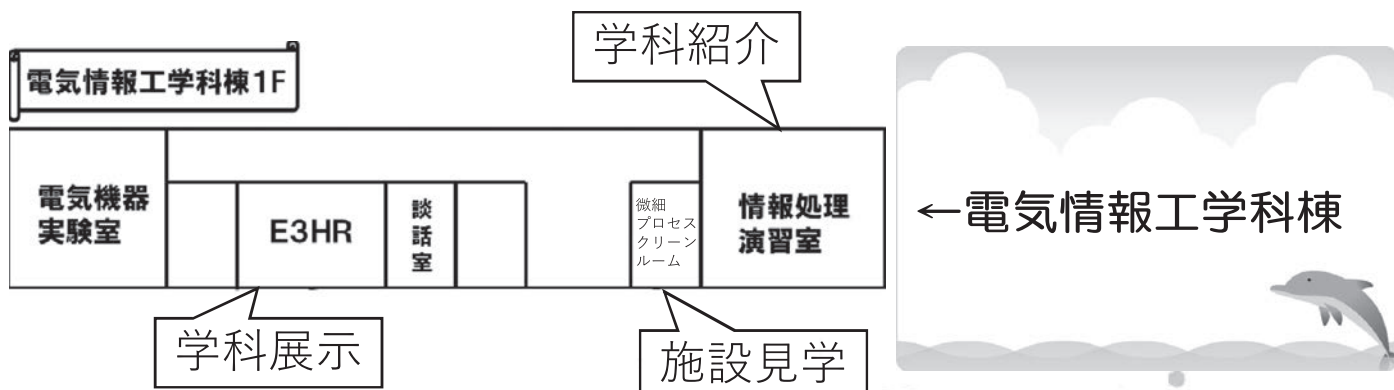 学科紹介
電気情報工学科棟1F
電気機器
実験室
E3HR
談
話
室
微細
プロセス
クリーン
ルーム
情報処理
演習室
←電気情報工学科棟
学科展示
施設見学